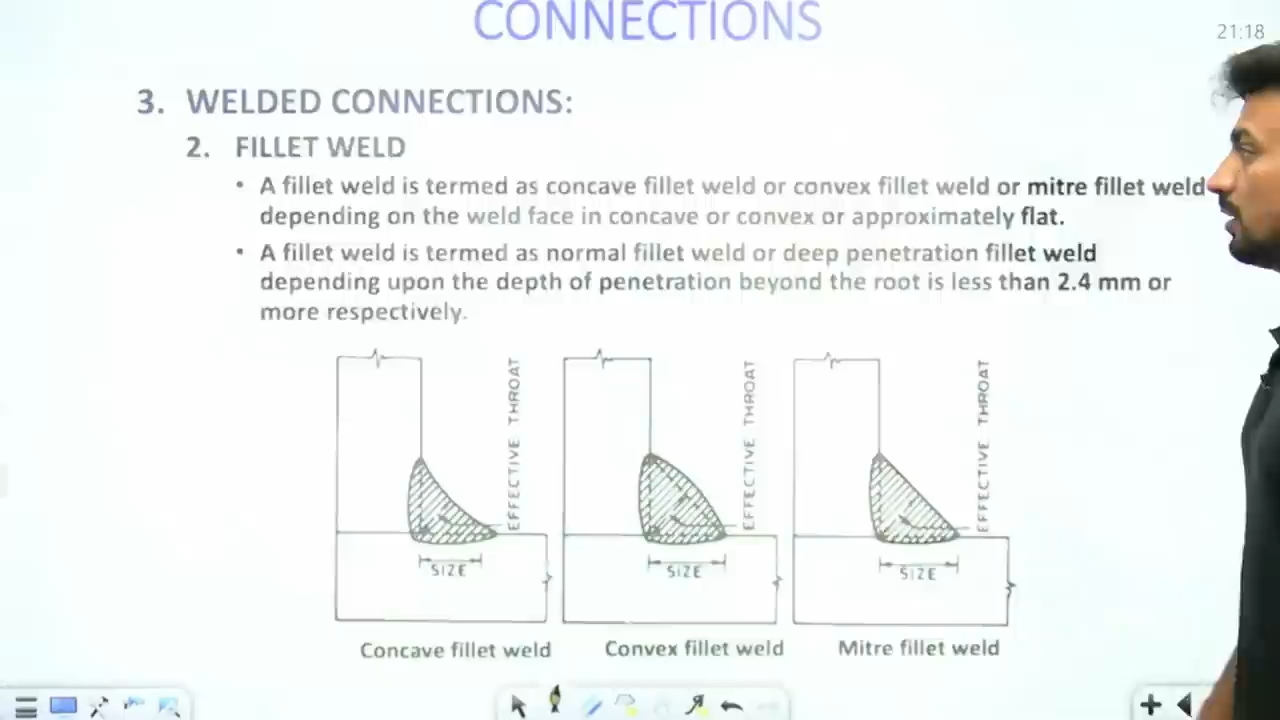 CONNECTIONS
21:18
3. WELDED CONNECTIONS:
2. FILLET WELD
• A fillet weld is termed as concave fillet weld or convex fillet weld or mitre fillet weld
depending on the weld face in concave or convex or approximately flat.
• A fillet weld is termed as normal fillet weld or deep penetration fillet weld
depending upon the depth of penetration beyond the root is less than 2.4 mm or
more respectively.
EFFECTIVE THROAT
EFFECTIVE THROAT
EFFECTIVE THROAT
SIZE
SIZE
SIZE
Concave fillet weld
Convex fillet weld
Mitre fillet weld